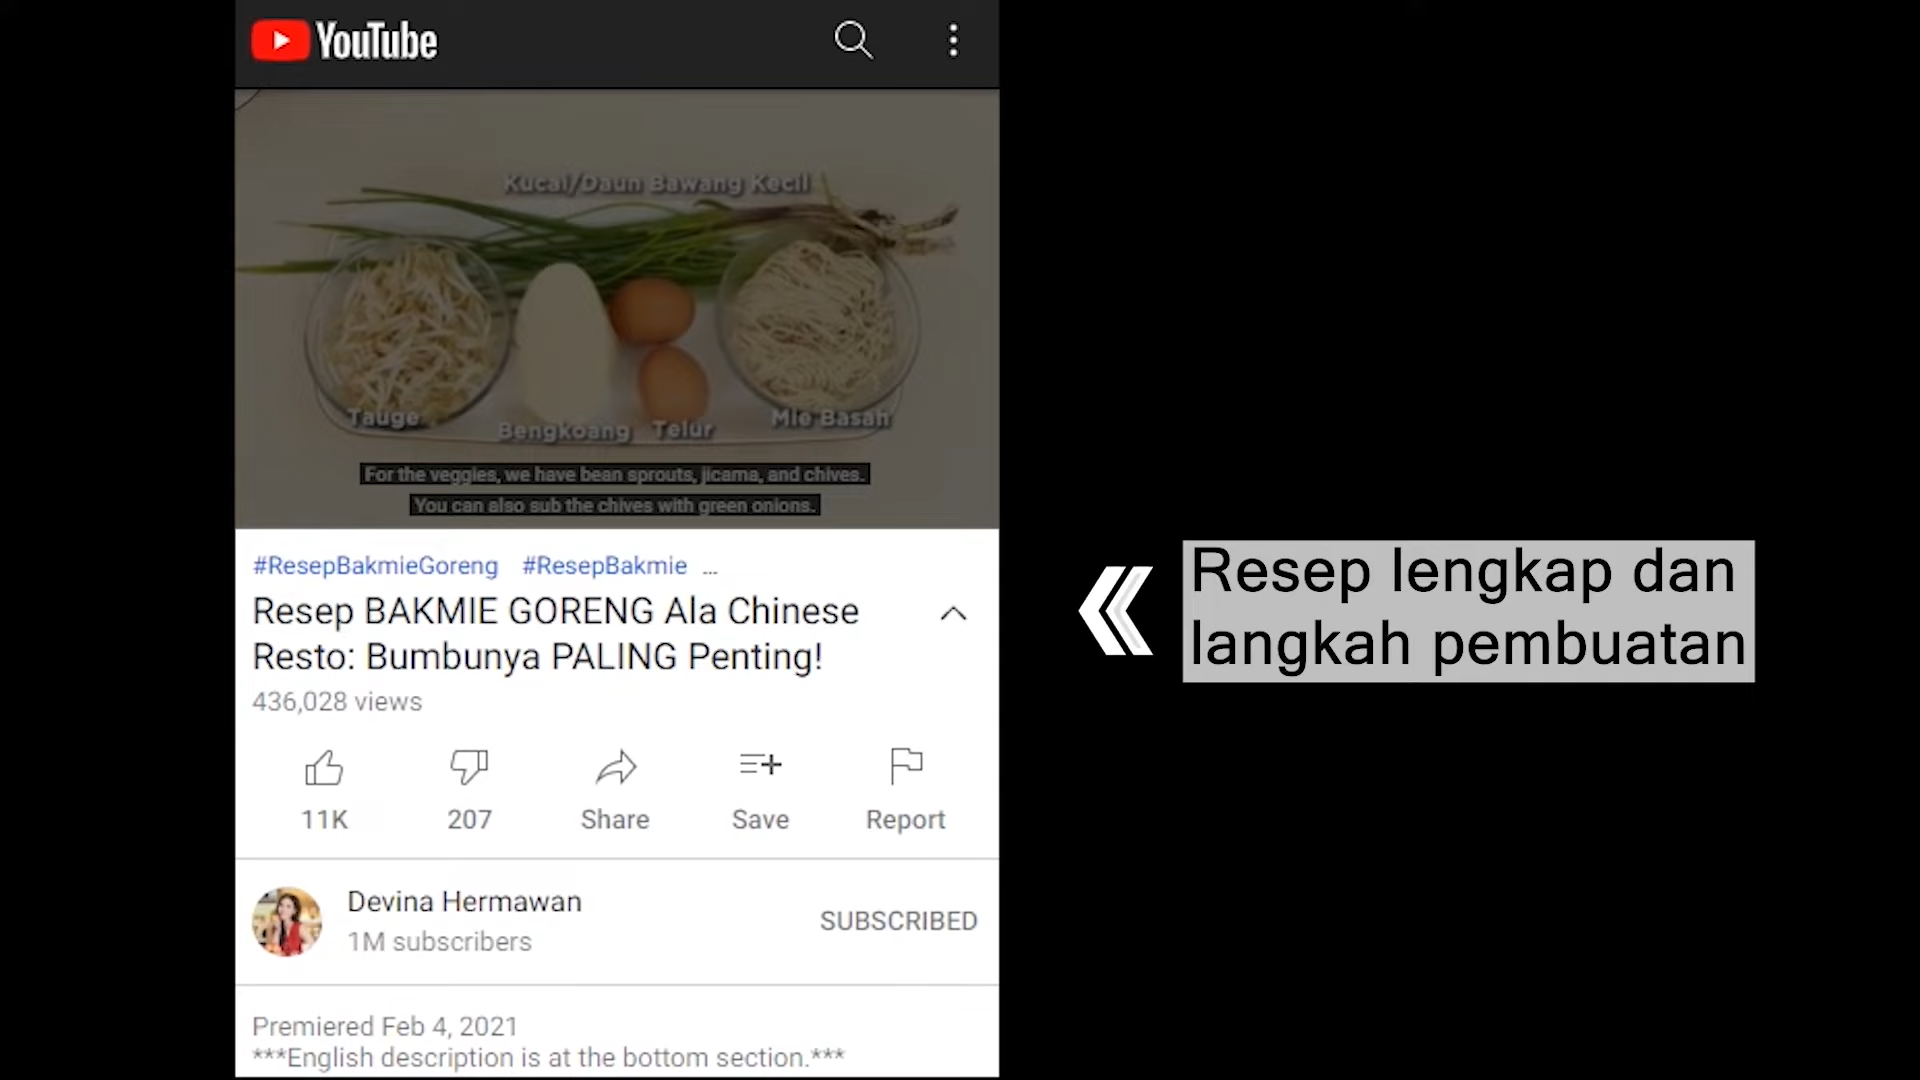 YouTube
Kucai/Daun Bawang Kecil
Tauge
Bengkoang
Telur
Mie Basah
For the veggies, we have bean sprouts, jicama, and chives.
You can also sub the chives with green onions.
#ResepBakmieGoreng #ResepBakmie ...
Resep BAKMIE GORENG Ala Chinese
Resto: Bumbunya PALING Penting!
436,028 views
11K
207
Share
Save
Report
Devina Hermawan
1M subscribers
SUBSCRIBED
Premiered Feb 4, 2021
***English description is at the bottom section.***
Resep lengkap dan
langkah pembuatan